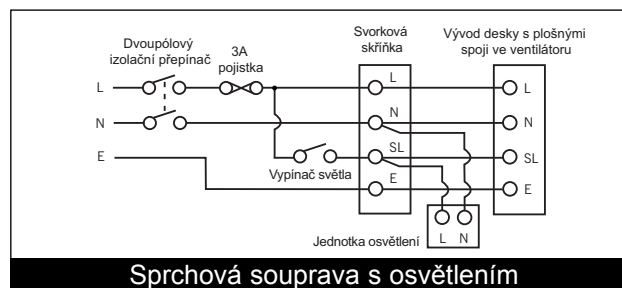 Dvoupólový
izolační přepínač
3A
pojistka
Svorková
skříňka
Vývod desky s plošnými
spoji ve ventilátoru
L
L
L
N
N
N
SL
SL
E
Vypínač světla
E
E
Jednotka osvětlení
L N
Sprchová souprava s osvětlením